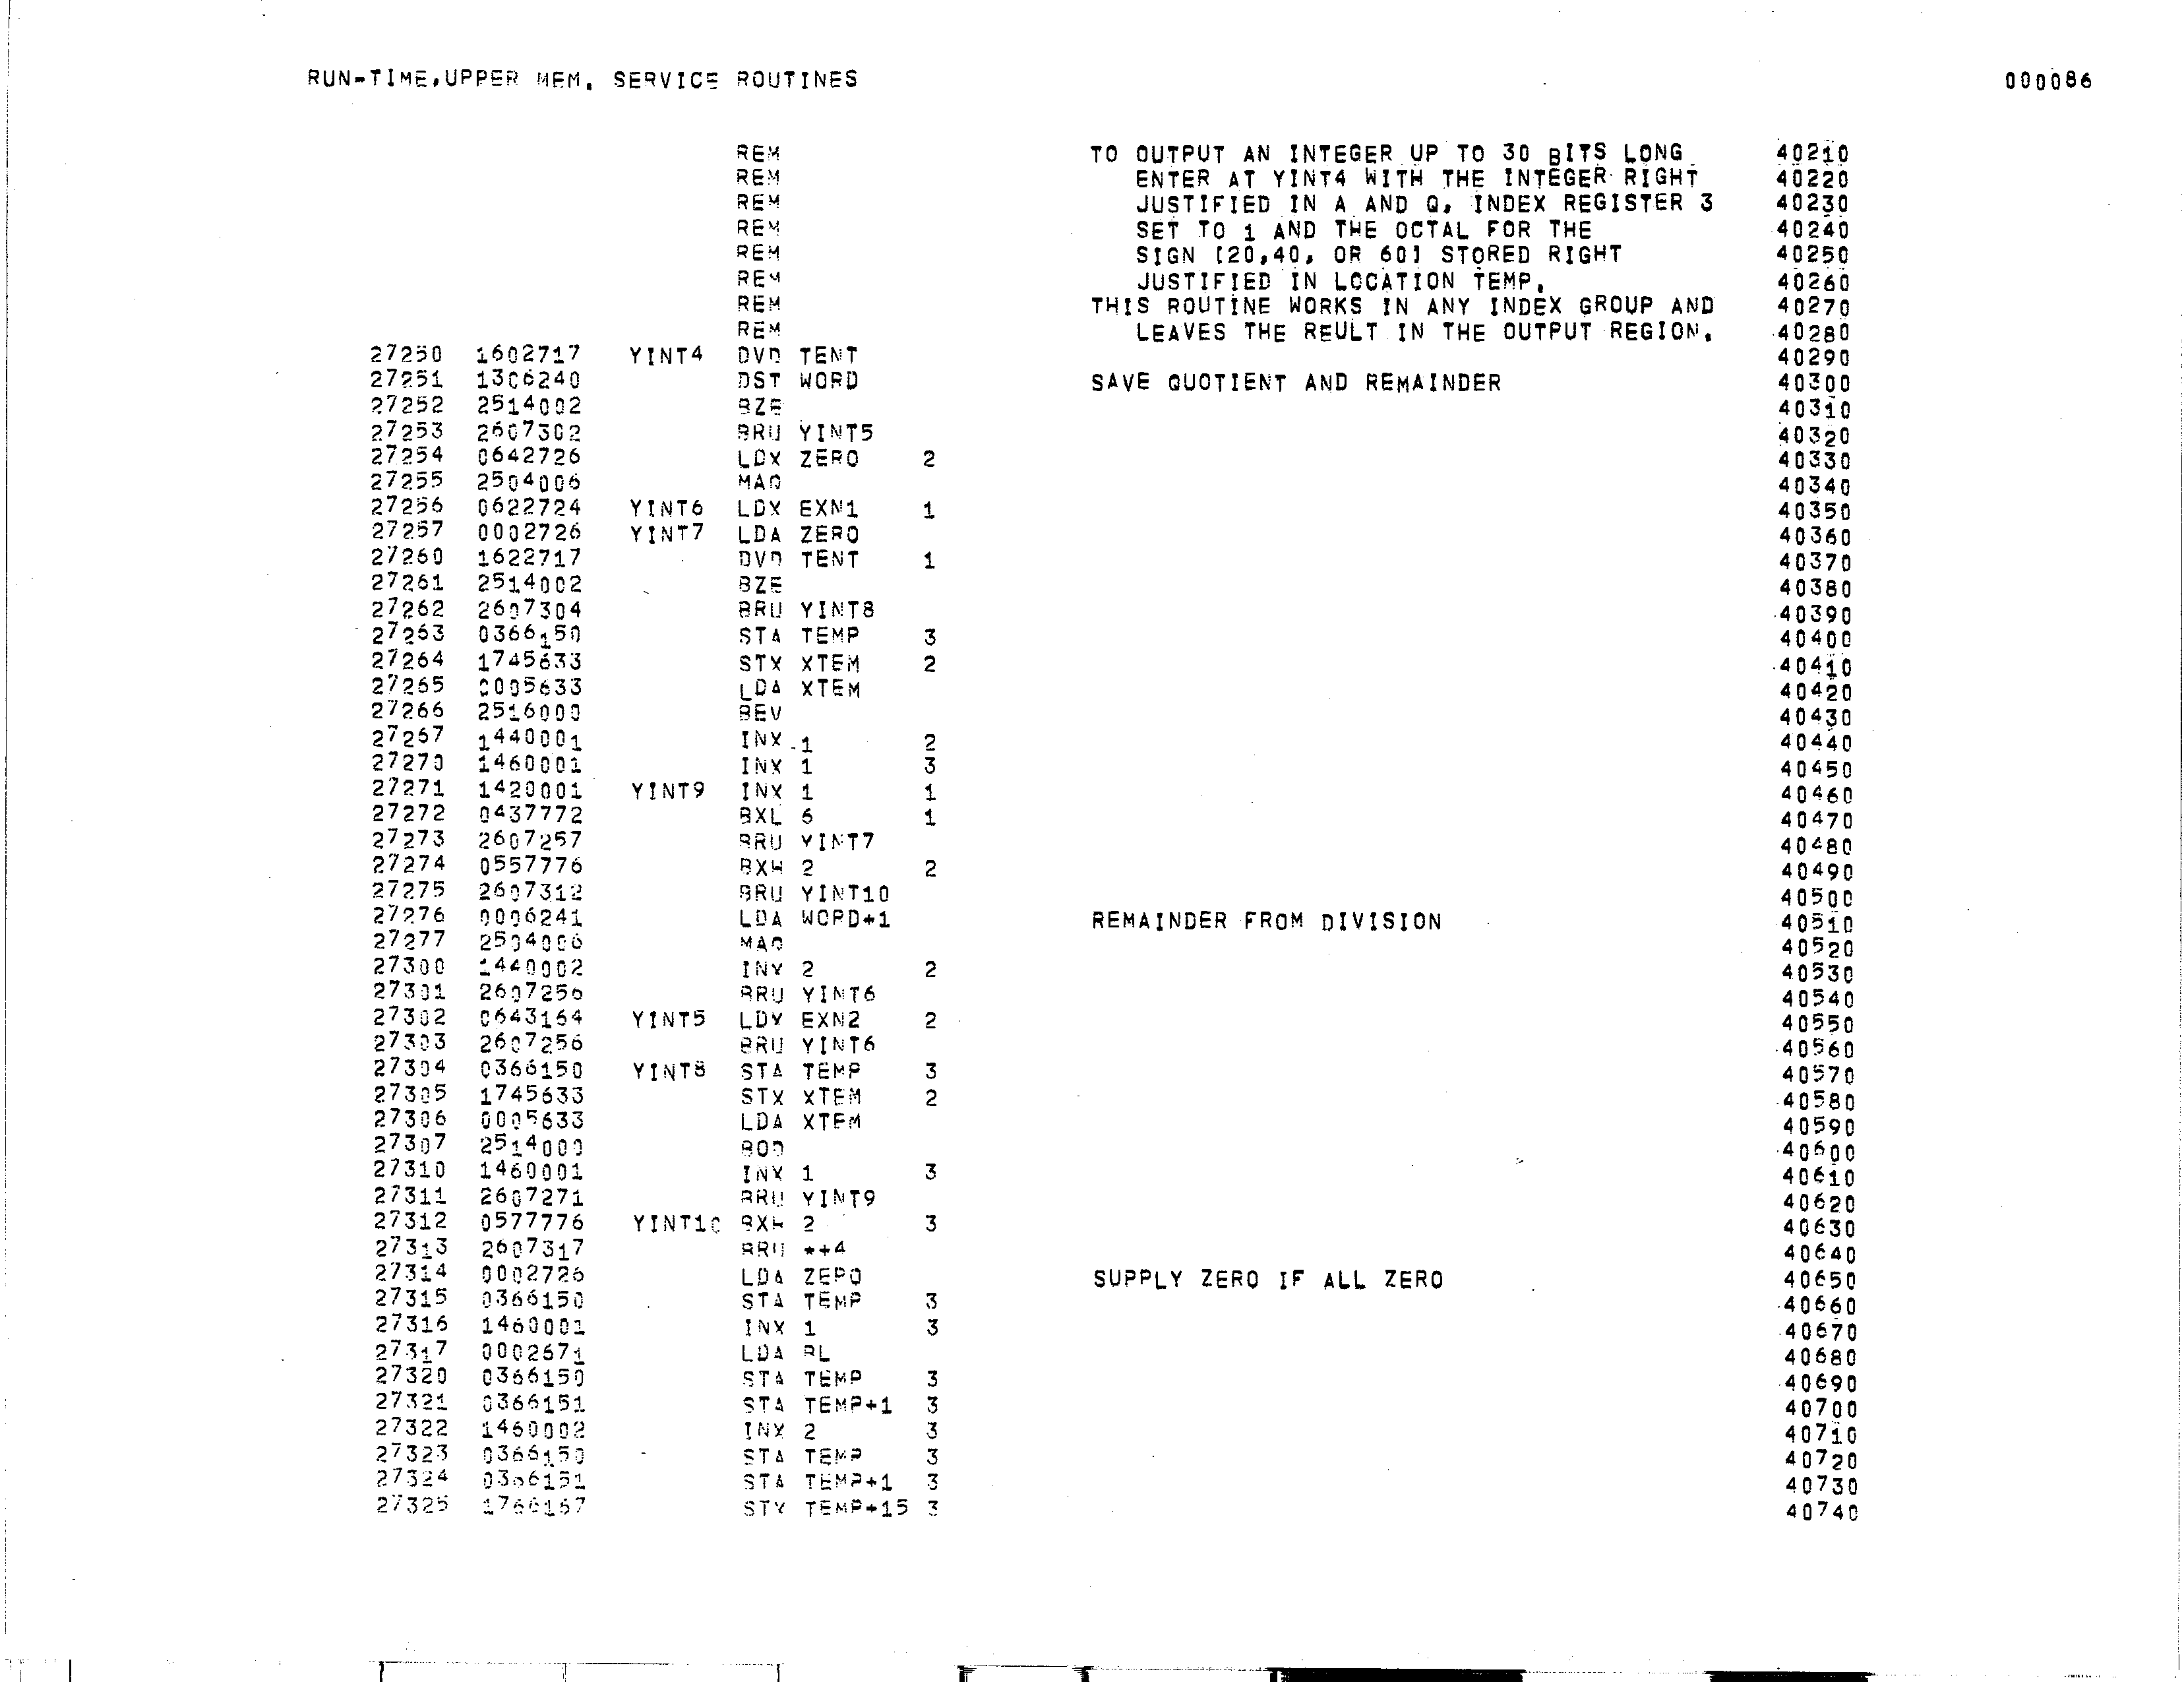 RUN-TIME,UPPER MEM. SERVICE ROUTINES 000086
REM TO OUTPUT AN INTEGER UP TO 30 BITS LONG 40210
REM ENTER AT YINT4 WITH THE INTEGER RIGHT 40220
REM JUSTIFIED IN A AND Q, INDEX REGISTER 3 40230
REM SET TO 1 AND THE OCTAL FOR THE 40240
REM SIGN [20,40, OR 60] STORED RIGHT 40250
REM JUSTIFIED IN LOCATION TEMP. 40260
REM THIS ROUTINE WORKS IN ANY INDEX GROUP AND 40270
REM LEAVES THE REULT IN THE OUTPUT REGION. 40280
27250 1602717 YINT4 DVD TENT 40290
27251 1306240 DST WORD SAVE QUOTIENT AND REMAINDER 40300
27252 2514002 BZE 40310
27253 2607302 BRU YINT5 40320
27254 0642726 LDX ZERO 2 40330
27255 2504006 MAQ 40340
27256 0622724 YINT6 LDX EXN1 1 40350
27257 0002726 YINT7 LDA ZERO 40360
27260 1622717 DVD TENT 1 40370
27261 2514002 BZE 40380
27262 2607304 BRU YINT8 40390
27263 0366150 STA TEMP 3 40400
27264 1745633 STX XTEM 2 40410
27265 0005633 LDA XTEM 40420
27266 2516000 BEV 40430
27267 1440001 INX 1 2 40440
27270 1460001 INX 1 3 40450
27271 1420001 YINT9 INX 1 1 40460
27272 0437772 BXL 6 1 40470
27273 2607257 BRU YINT7 40480
27274 0557776 BXH 2 2 40490
27275 2607312 BRU YINT10 40500
27276 0006241 LDA WORD+1 REMAINDER FROM DIVISION 40510
27277 2504006 MAQ 40520
27300 1440002 INX 2 2 40530
27301 2607256 BRU YINT6 40540
27302 0643164 YINT5 LDX EXN2 2 40550
27303 2607256 BRU YINT6 40560
27304 0366150 YINT8 STA TEMP 3 40570
27305 1745633 STX XTEM 2 40580
27306 0005633 LDA XTEM 40590
27307 2514000 BOD 40600
27310 1460001 INX 1 3 40610
27311 2607271 BRU YINT9 40620
27312 0577776 YINT10 BXH 2 3 40630
27313 2607317 BRU *+4 40640
27314 0002726 LDA ZERO SUPPLY ZERO IF ALL ZERO 40650
27315 0366150 STA TEMP 3 40660
27316 1460001 INX 1 3 40670
27317 0002671 LDA BL 40680
27320 0366150 STA TEMP 3 40690
27321 0366151 STA TEMP+1 3 40700
27322 1460002 INX 2 3 40710
27323 0366150 STA TEMP 3 40720
27324 0366151 STA TEMP+1 3 40730
27325 1766167 STX TEMP+15 3 40740